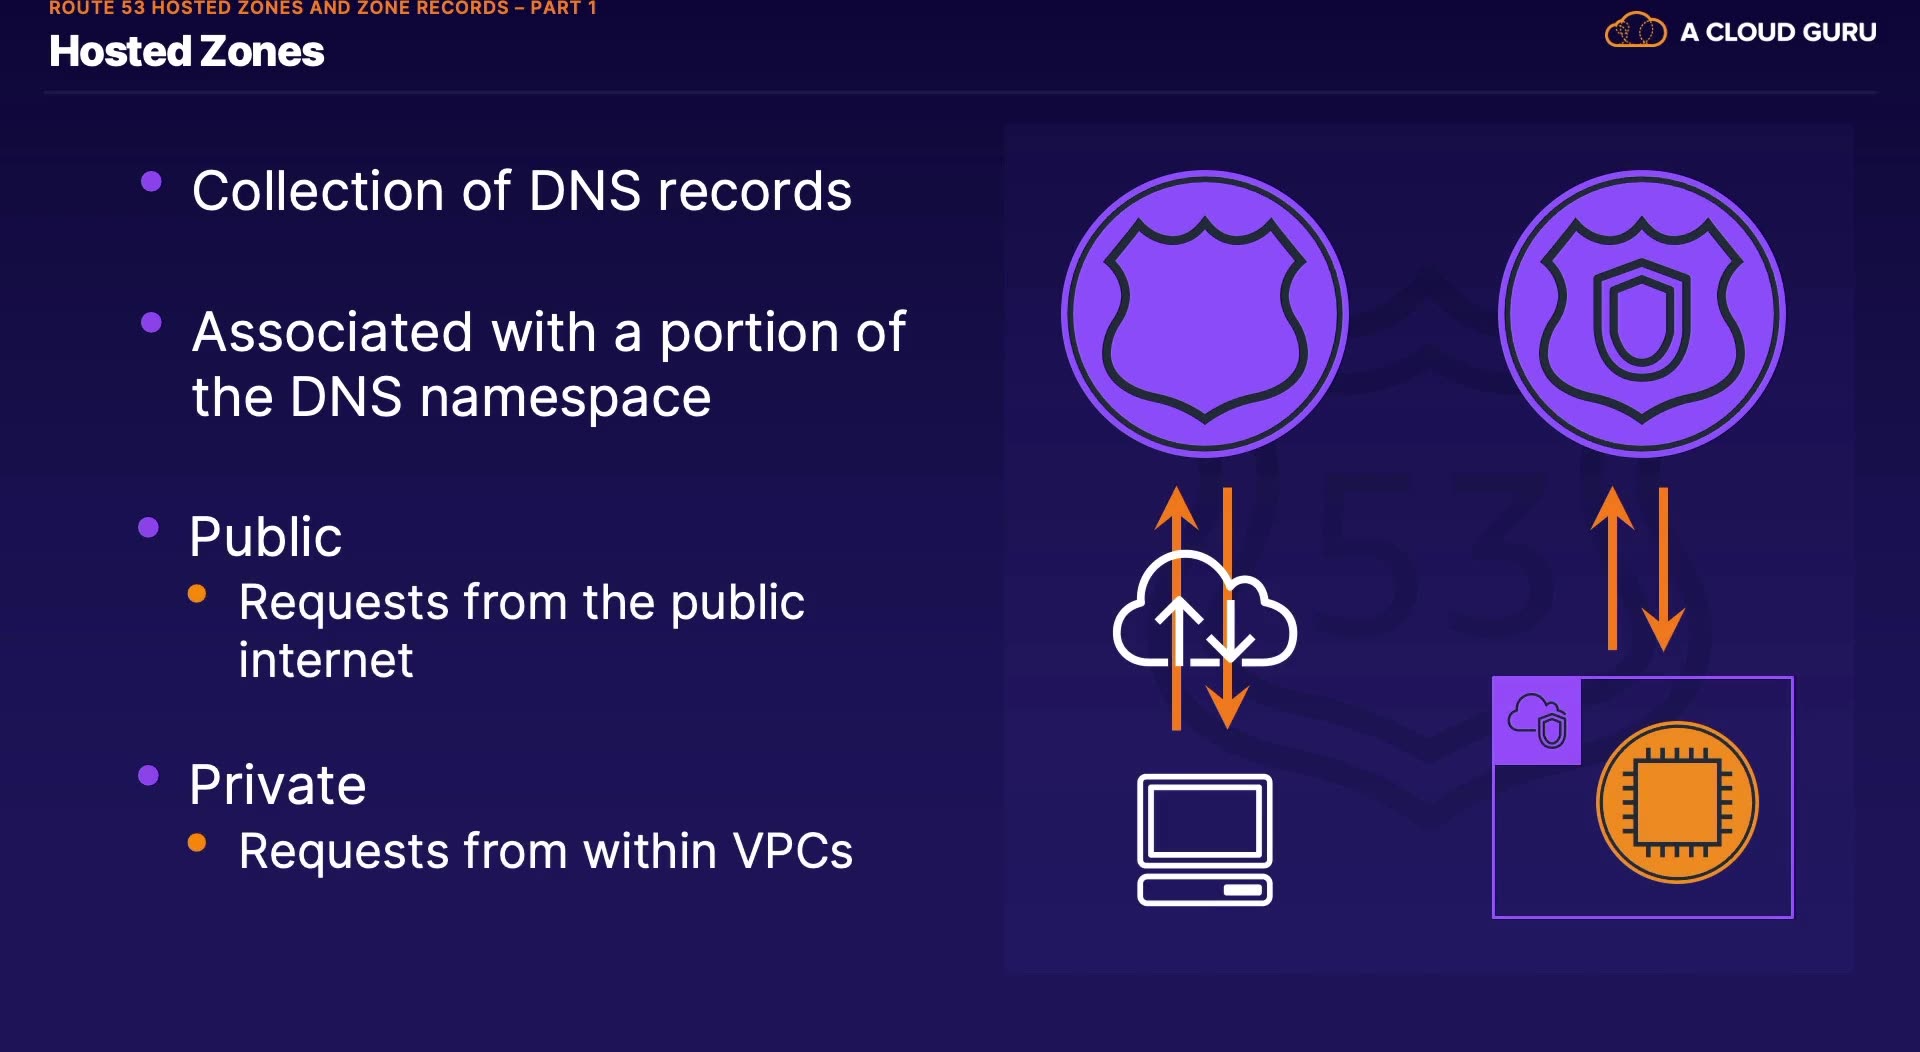 ROUTE 53 HOSTED ZONES AND ZONE RECORDS – PART 1
Hosted Zones
A CLOUD GURU
Collection of DNS records
Associated with a portion of
the DNS namespace
Public
Requests from the public
internet
Private
Requests from within VPCs
53